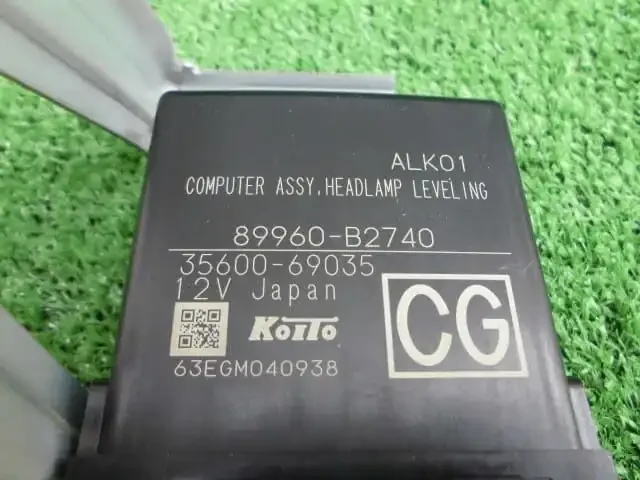 ALK01
COMPUTER ASSY,HEADLAMP LEVELING
89960-B2740
35600-69035
12V Japan
KoiTo
CG
63EGM040938